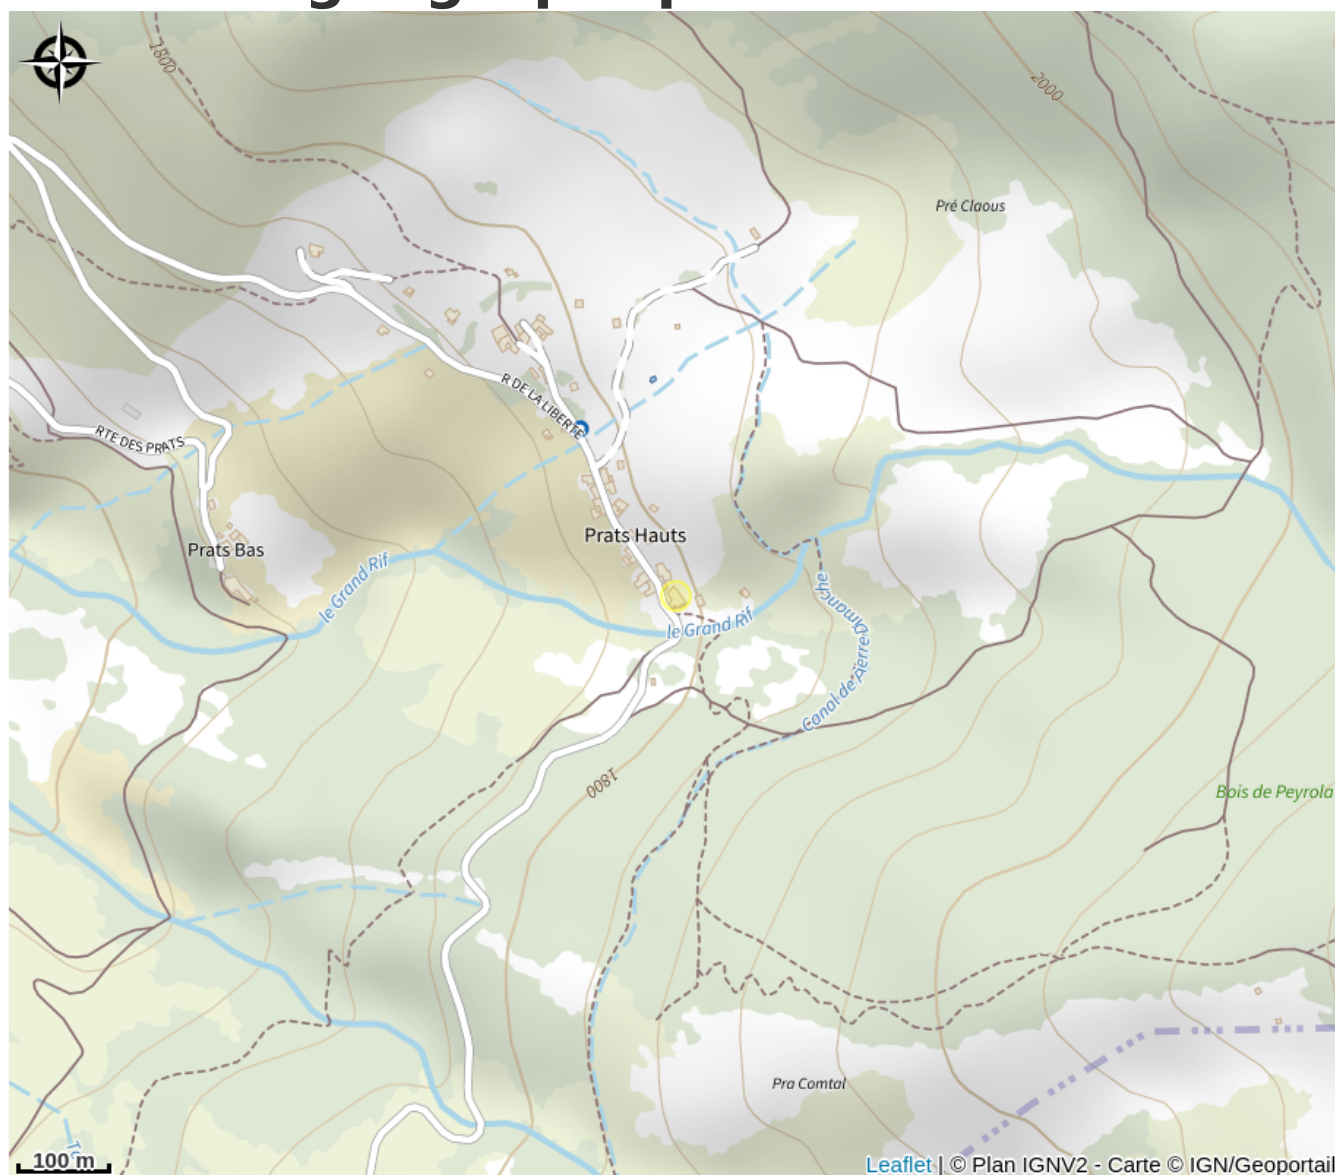 1800
2000
Pré Claous
R DE LA LIBERTÉ
RTE DES PRATS
Prats Hauts
Prats Bas
le Grand Rif
le Grand Rif
Canal de Pierre Dimanche
1800
Bois de Peyrola
Pra Comtal
100 m
Leaflet | © Plan IGNV2 - Carte © IGN/Geoportail